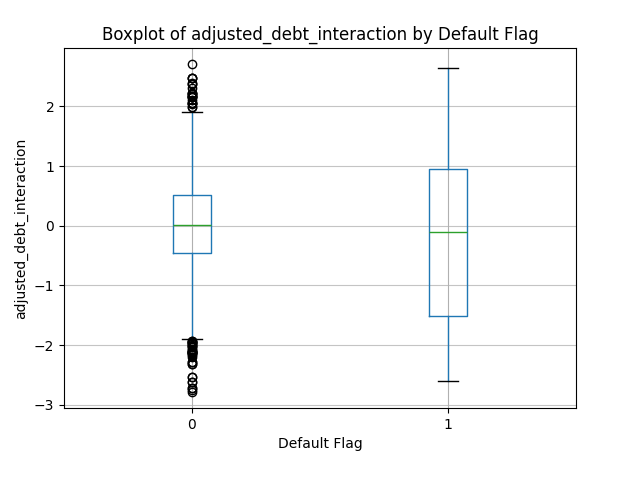 Boxplot of adjusted_debt_interaction by Default Flag
adjusted_debt_interaction
2
1
0
−1
−2
−3
0 1
Default Flag